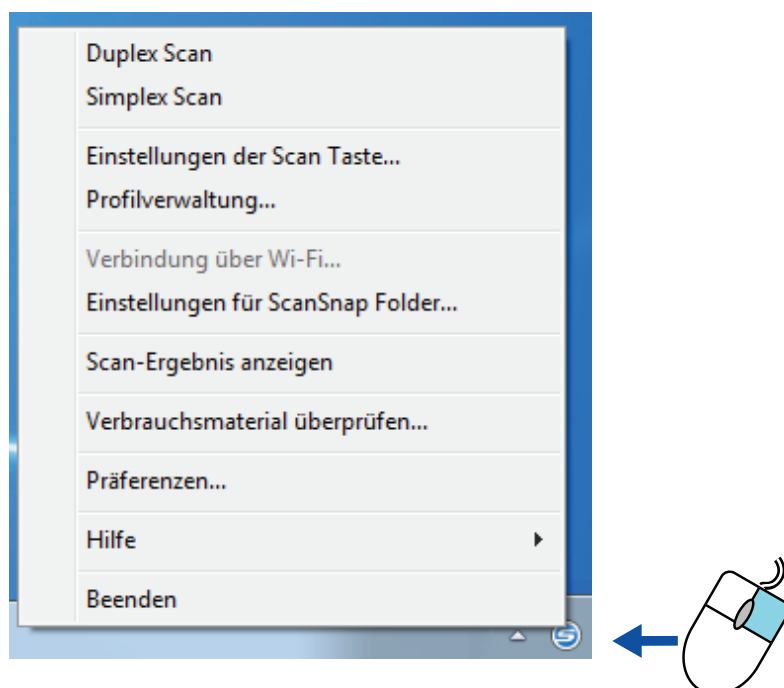 Duplex Scan
Simplex Scan
Einstellungen der Scan Taste...
Profilverwaltung...
Verbindung über Wi-Fi...
Einstellungen für ScanSnap Folder...
Scan-Ergebnis anzeigen
Verbrauchsmaterial überprüfen...
Präferenzen...
Hilfe
Beenden